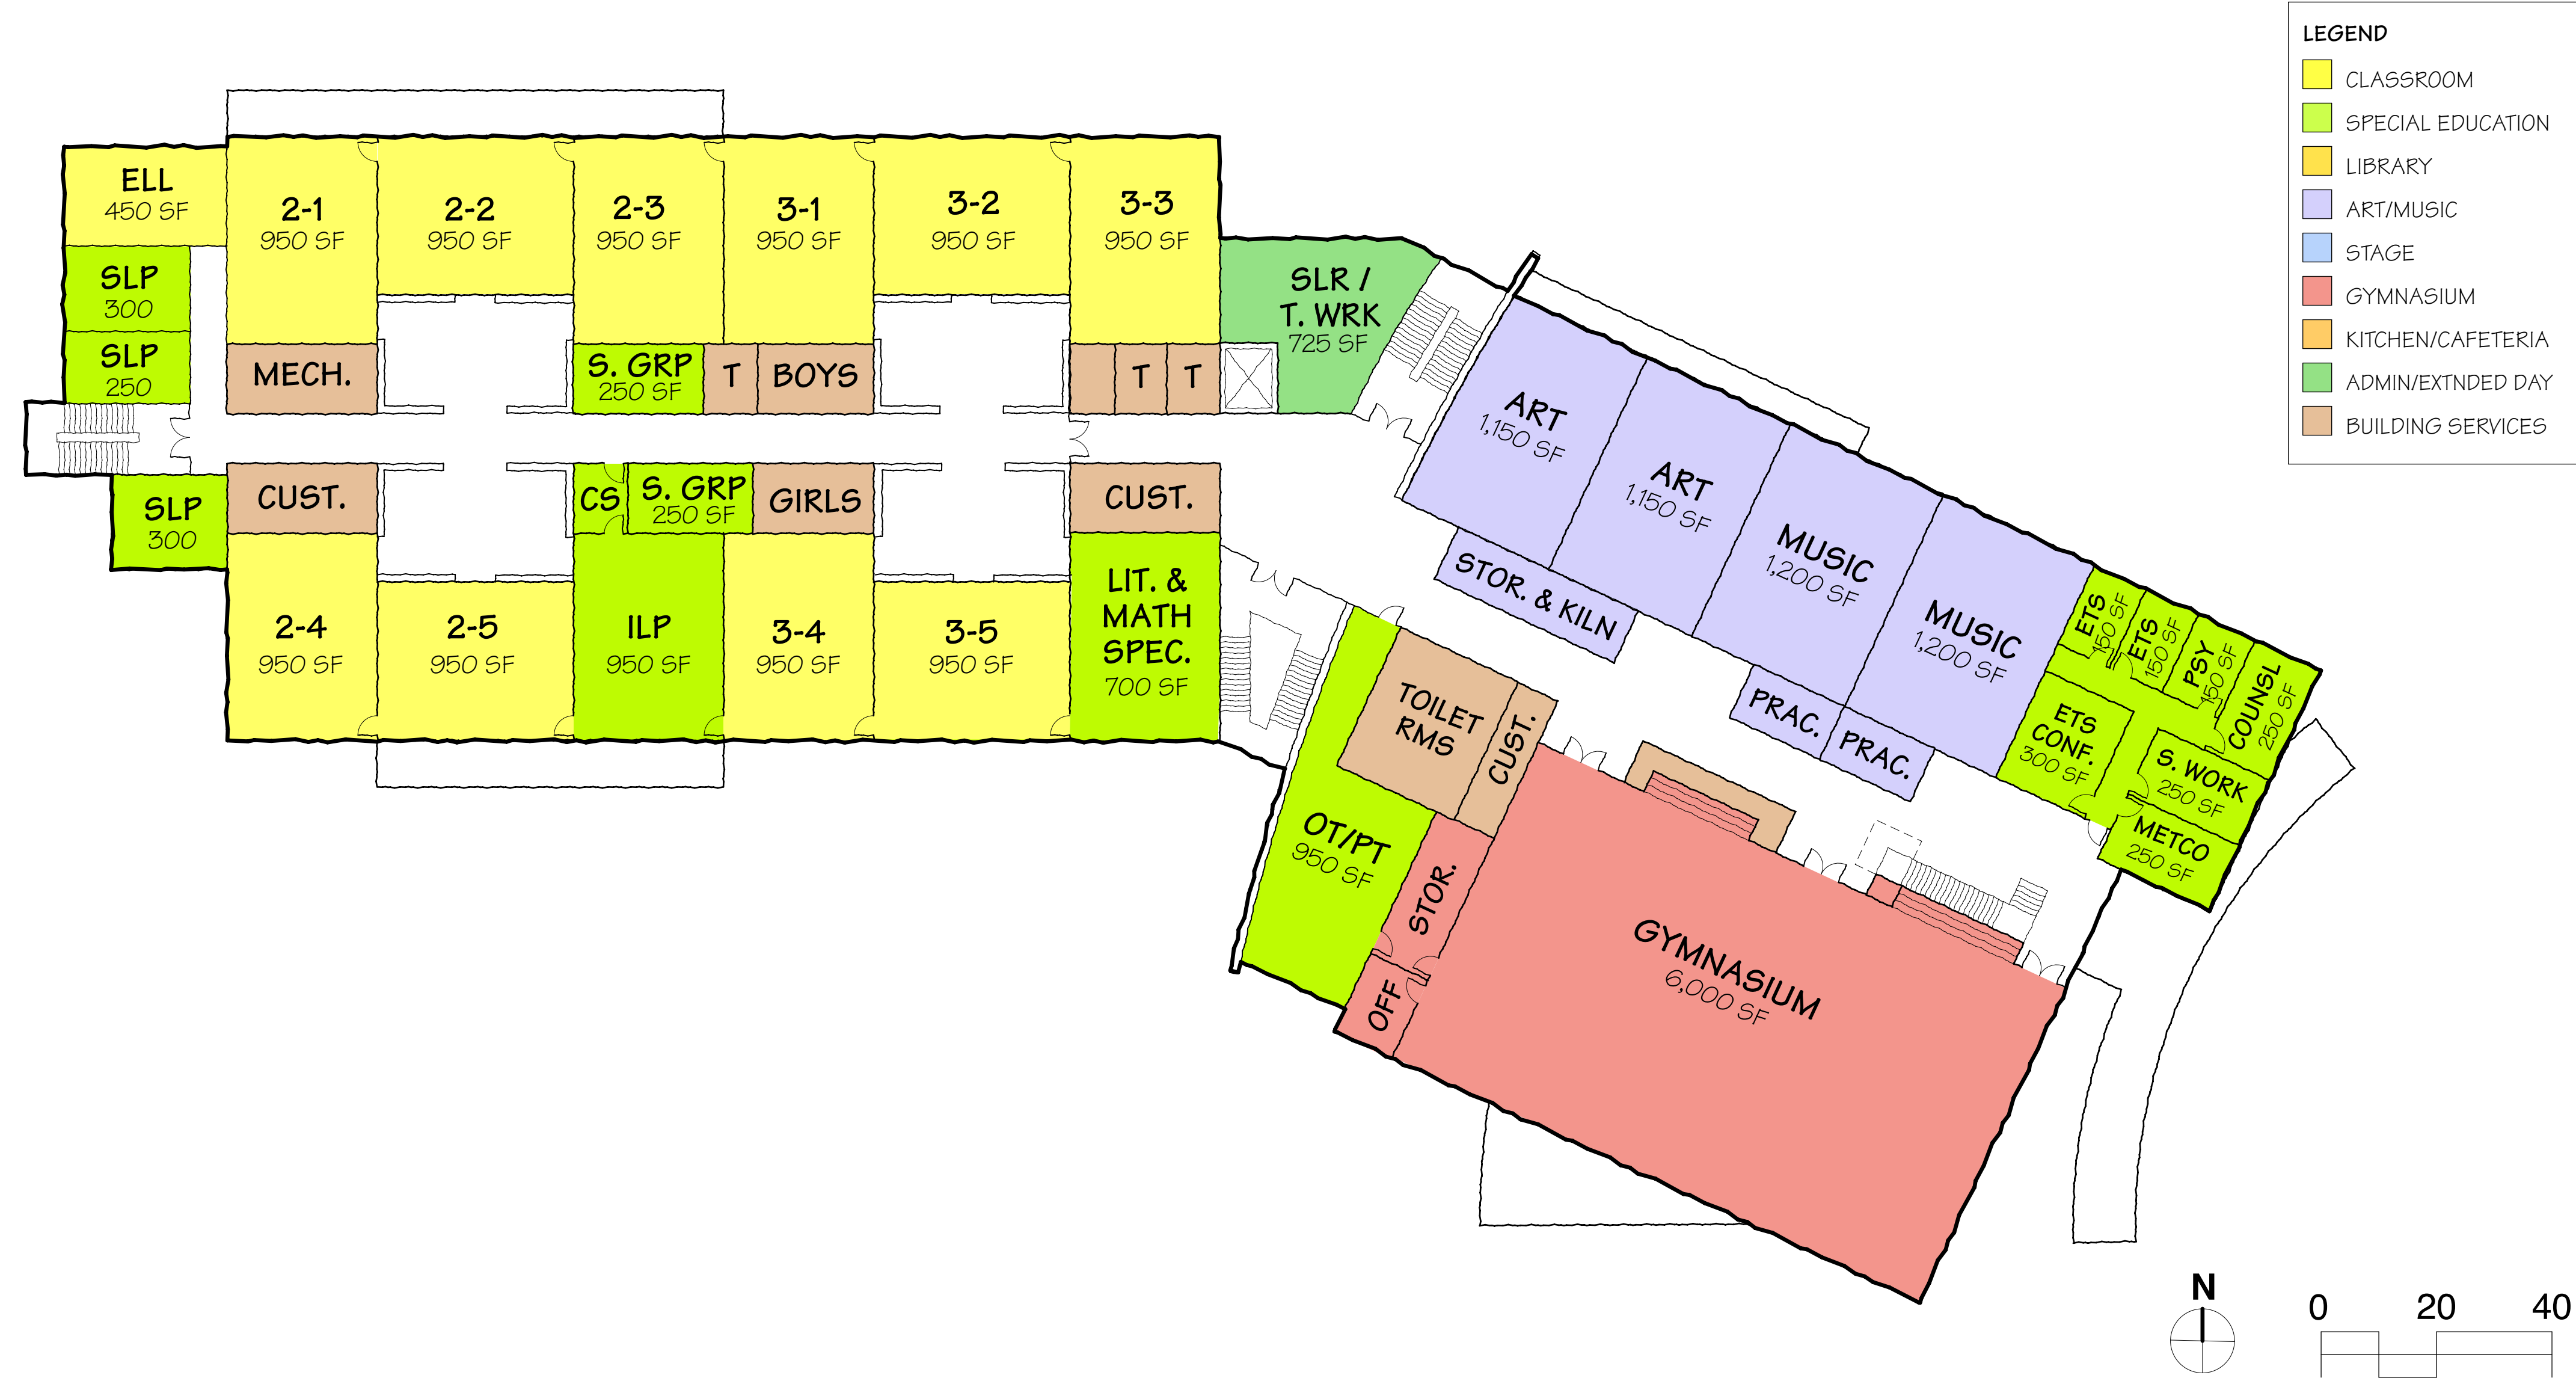 LEGEND
CLASSROOM
SPECIAL EDUCATION
LIBRARY
ART/MUSIC
STAGE
GYMNASIUM
KITCHEN/CAFETERIA
ADMIN/EXTNDED DAY
BUILDING SERVICES
ELL
450 SF
2-1
950 SF
2-2
950 SF
2-3
950 SF
3-1
950 SF
3-2
950 SF
3-3
950 SF
SLP
300
SLP
250
MECH.
S. GRP
250 SF
T
BOYS
T
T
SLR /
T. WRK
725 SF
SLP
300
CUST.
CS
S. GRP
250 SF
GIRLS
CUST.
2-4
950 SF
2-5
950 SF
ILP
950 SF
3-4
950 SF
3-5
950 SF
LIT. &
MATH
SPEC.
700 SF
ART
1,150 SF
ART
1,150 SF
MUSIC
1,200 SF
MUSIC
1,200 SF
STOR. & KILN
PRAC.
PRAC.
ETS
150 SF
ETS
150 SF
PSY
150 SF
COUNSL
250 SF
ETS
CONF.
300 SF
S. WORK
250 SF
METCO
250 SF
TOILET
RMS
CUST.
OT/PT
950 SF
STOR.
OFF
GYMNASIUM
6,000 SF
N
0 20 40